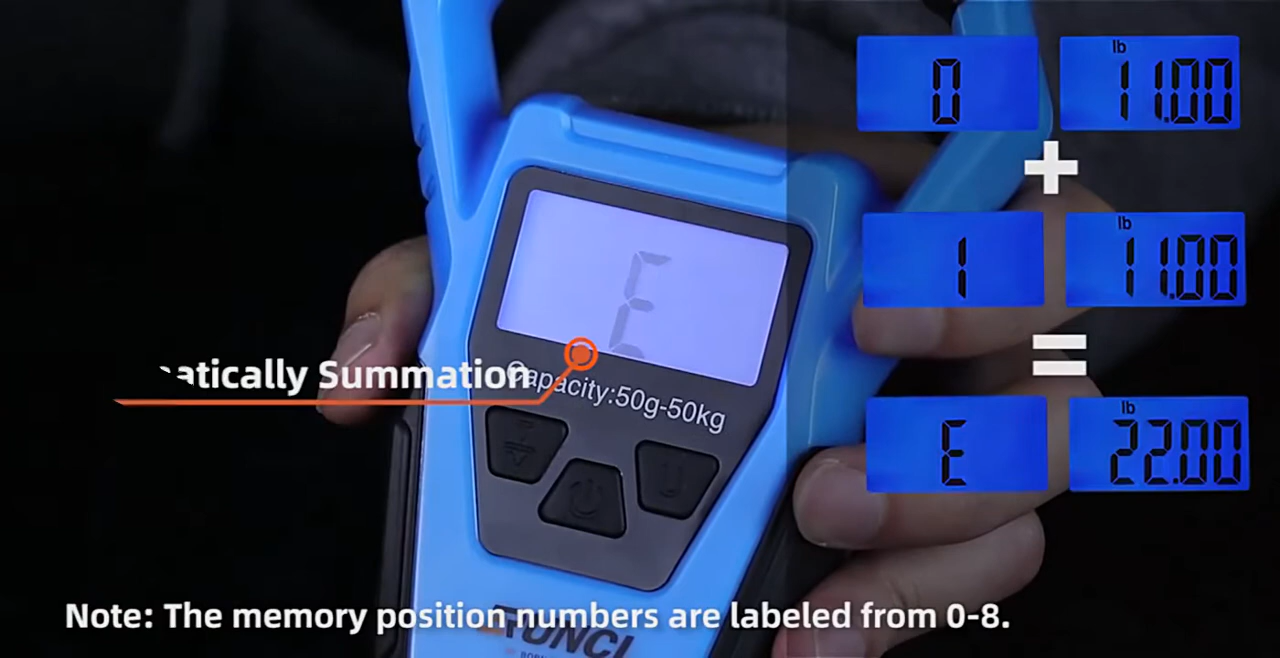 0
lb
11.00
+
1
lb
11.00
=
E
lb
22.00
E
atically Summation
Capacity:50g-50kg
Note: The memory position numbers are labeled from 0-8.